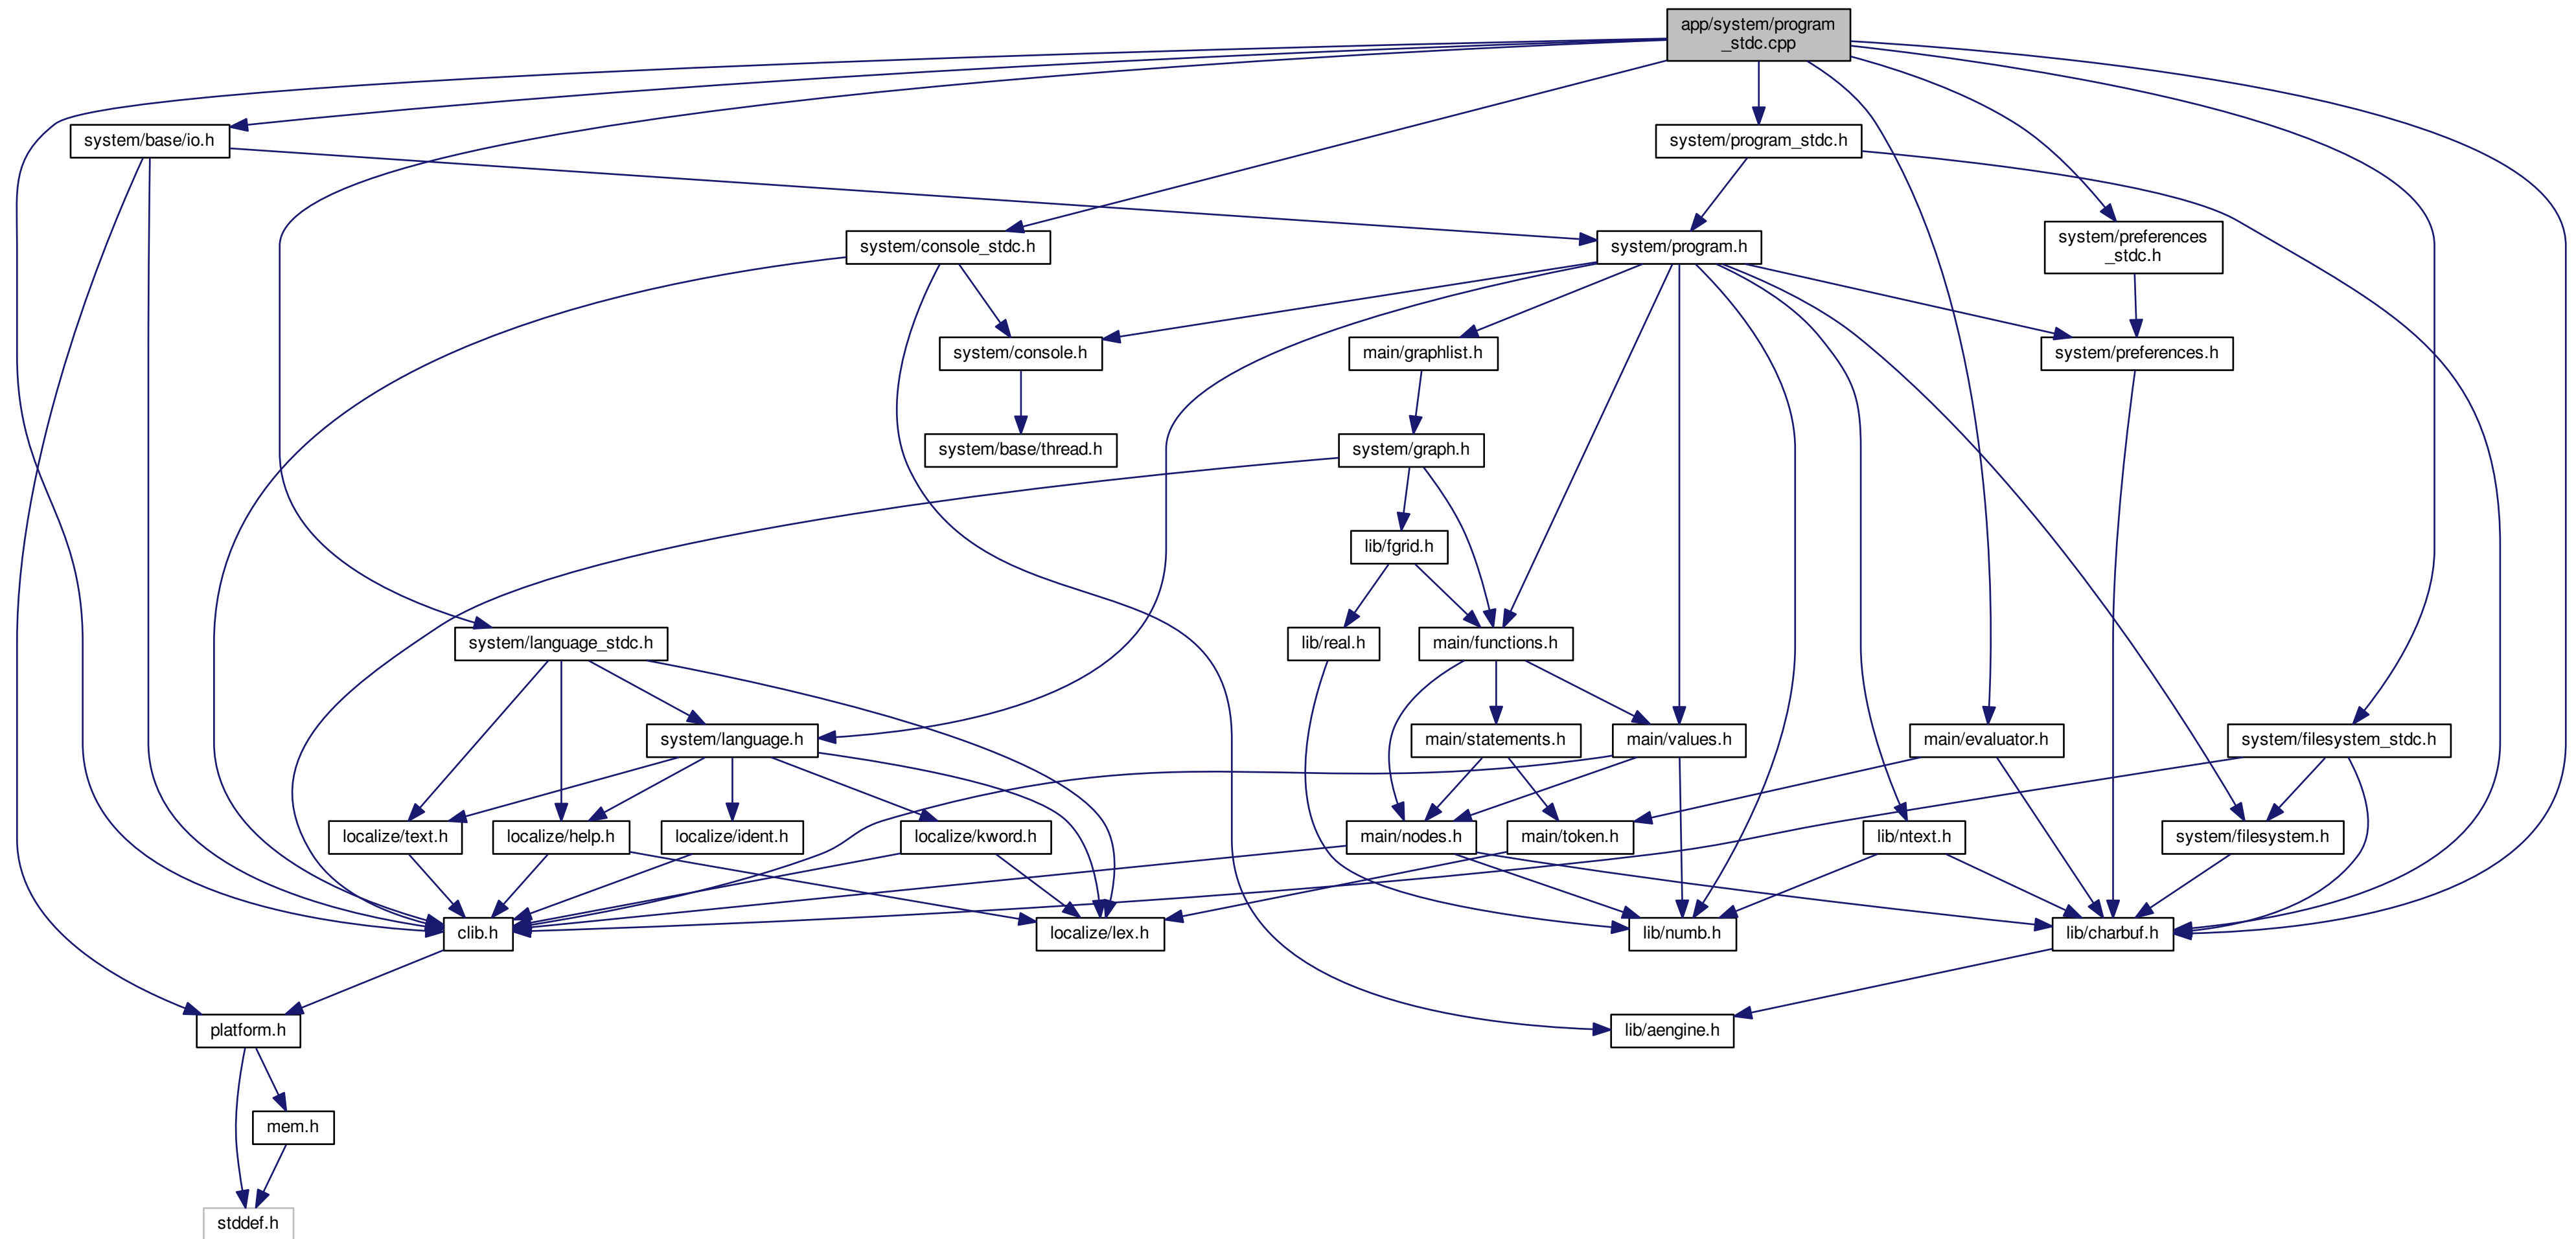 app/system/program
_stdc.cpp
system/base/io.h
system/program_stdc.h
system/console_stdc.h
system/program.h
system/preferences
_stdc.h
system/console.h
main/graphlist.h
system/preferences.h
system/base/thread.h
system/graph.h
lib/fgrid.h
system/language_stdc.h
lib/real.h
main/functions.h
system/language.h
main/statements.h
main/values.h
main/evaluator.h
system/filesystem_stdc.h
localize/text.h
localize/help.h
localize/ident.h
localize/kword.h
main/nodes.h
main/token.h
lib/ntext.h
system/filesystem.h
clib.h
localize/lex.h
lib/numb.h
lib/charbuf.h
platform.h
lib/aengine.h
mem.h
stddef.h